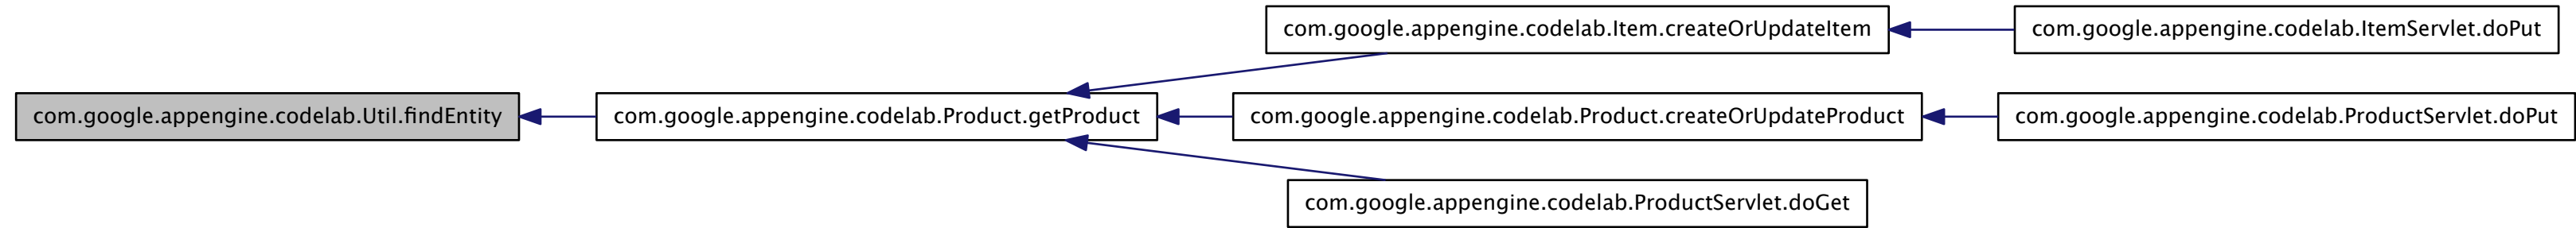 com.google.appengine.codelab.Item.createOrUpdateItem
com.google.appengine.codelab.ItemServlet.doPut
com.google.appengine.codelab.Util.findEntity
com.google.appengine.codelab.Product.getProduct
com.google.appengine.codelab.Product.createOrUpdateProduct
com.google.appengine.codelab.ProductServlet.doPut
com.google.appengine.codelab.ProductServlet.doGet